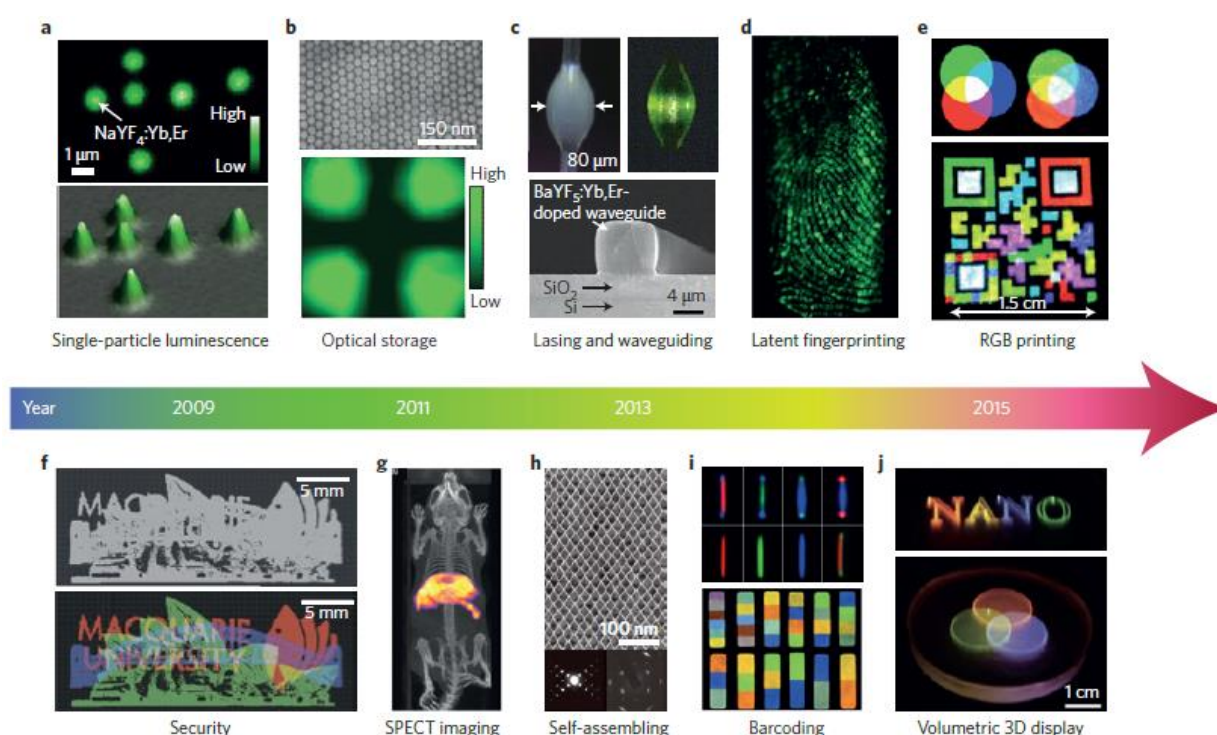 a
High
NaYF₄:Yb,Er
1 µm
Low
Single-particle luminescence
b
150 nm
High
Low
Optical storage
c
80 µm
BaYF₅:Yb,Er-
doped waveguide
SiO₂
Si
4 µm
Lasing and waveguiding
d
Latent fingerprinting
e
1.5 cm
RGB printing
Year 2009 2011 2013 2015
f
MACQUARIE
5 mm
5 mm
MACQUARIE
UNIVERSITY
Security
g
SPECT imaging
h
100 nm
Self-assembling
i
Barcoding
j
NANO
1 cm
Volumetric 3D display